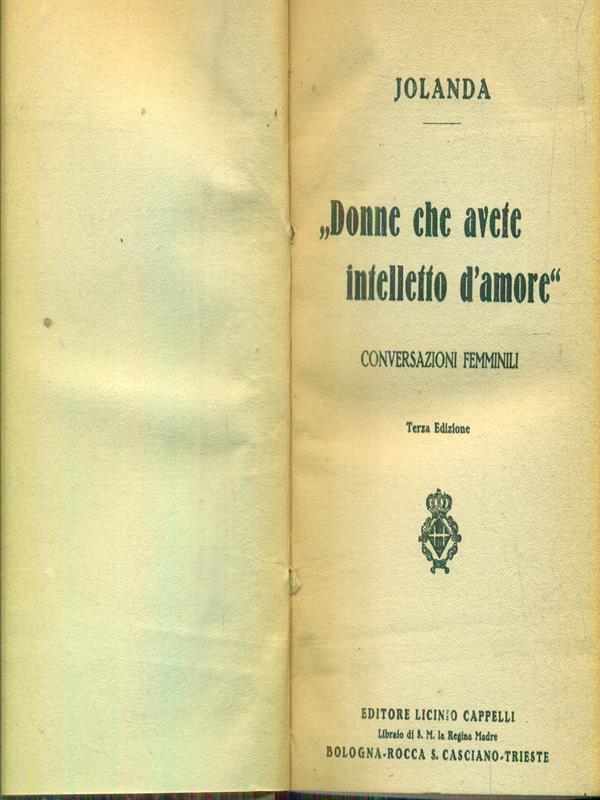 JOLANDA
„Donne che avete
intelletto d'amore“
CONVERSAZIONI FEMMINILI
Terza Edizione
EDITORE LICINIO CAPPELLI
Libraio di S. M. la Regina Madre
BOLOGNA-ROCCA S. CASCIANO-TRIESTE